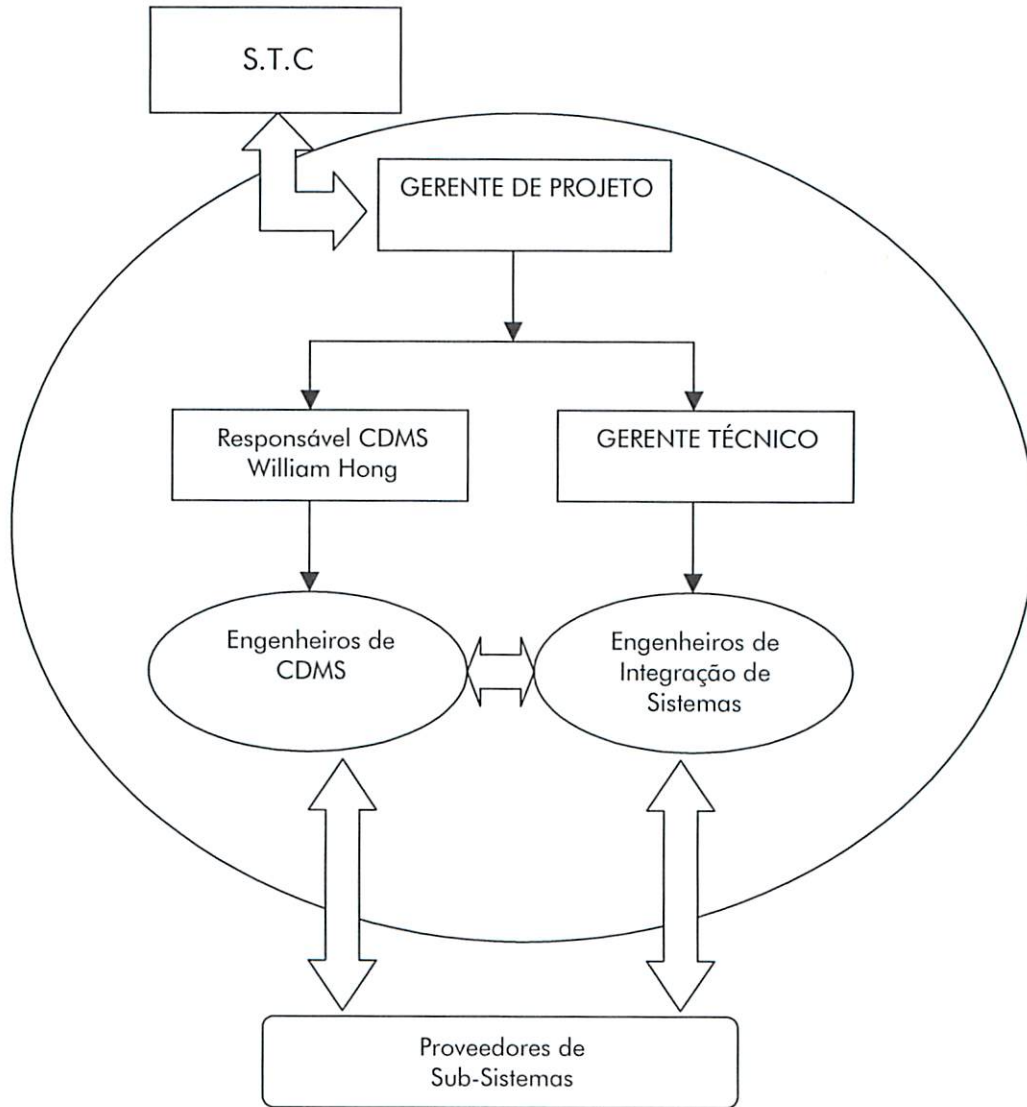 S.T.C
GERENTE DE PROJETO
Responsável CDMS
William Hong
GERENTE TÉCNICO
Engenheiros de
CDMS
Engenheiros de
Integração de
Sistemas
Proveedores de
Sub-Sistemas